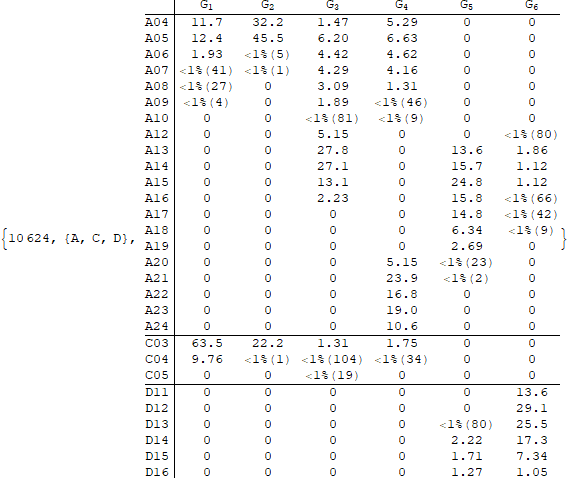 G1 G2 G3 G4 G5 G6
A04 11.7 32.2 1.47 5.29 0 0
A05 12.4 45.5 6.20 6.63 0 0
A06 1.93 <1%(5) 4.42 4.62 0 0
A07 <1%(41) <1%(1) 4.29 4.16 0 0
A08 <1%(27) 0 3.09 1.31 0 0
A09 <1%(4) 0 1.89 <1%(46) 0 0
A10 0 0 <1%(81) <1%(9) 0 0
A12 0 0 5.15 0 0 <1%(80)
A13 0 0 27.8 0 13.6 1.86
A14 0 0 27.1 0 15.7 1.12
A15 0 0 13.1 0 24.8 1.12
A16 0 0 2.23 0 15.8 <1%(66)
A17 0 0 0 0 14.8 <1%(42)
A18 0 0 0 0 6.34 <1%(9)
{10624, {A, C, D}, }
A19 0 0 0 0 2.69 0
A20 0 0 0 5.15 <1%(23) 0
A21 0 0 0 23.9 <1%(2) 0
A22 0 0 0 16.8 0 0
A23 0 0 0 19.0 0 0
A24 0 0 0 10.6 0 0
C03 63.5 22.2 1.31 1.75 0 0
C04 9.76 <1%(1) <1%(104) <1%(34) 0 0
C05 0 0 <1%(19) 0 0 0
D11 0 0 0 0 0 13.6
D12 0 0 0 0 0 29.1
D13 0 0 0 0 <1%(80) 25.5
D14 0 0 0 0 2.22 17.3
D15 0 0 0 0 1.71 7.34
D16 0 0 0 0 1.27 1.05